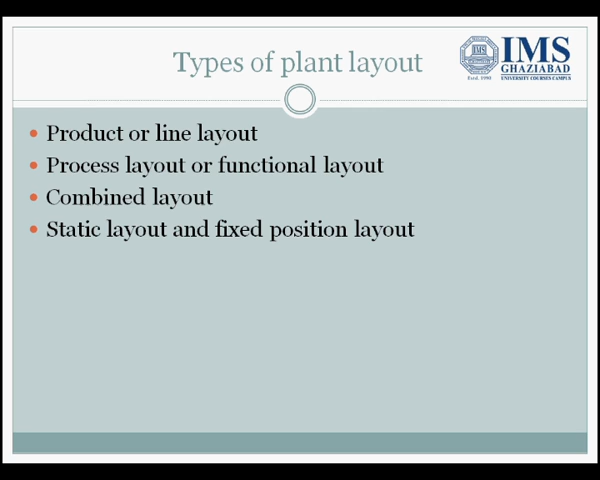 Types of plant layout
IMS
GHAZIABAD
UNIVERSITY COURSES CAMPUS
Estd. 1990
Product or line layout
Process layout or functional layout
Combined layout
Static layout and fixed position layout